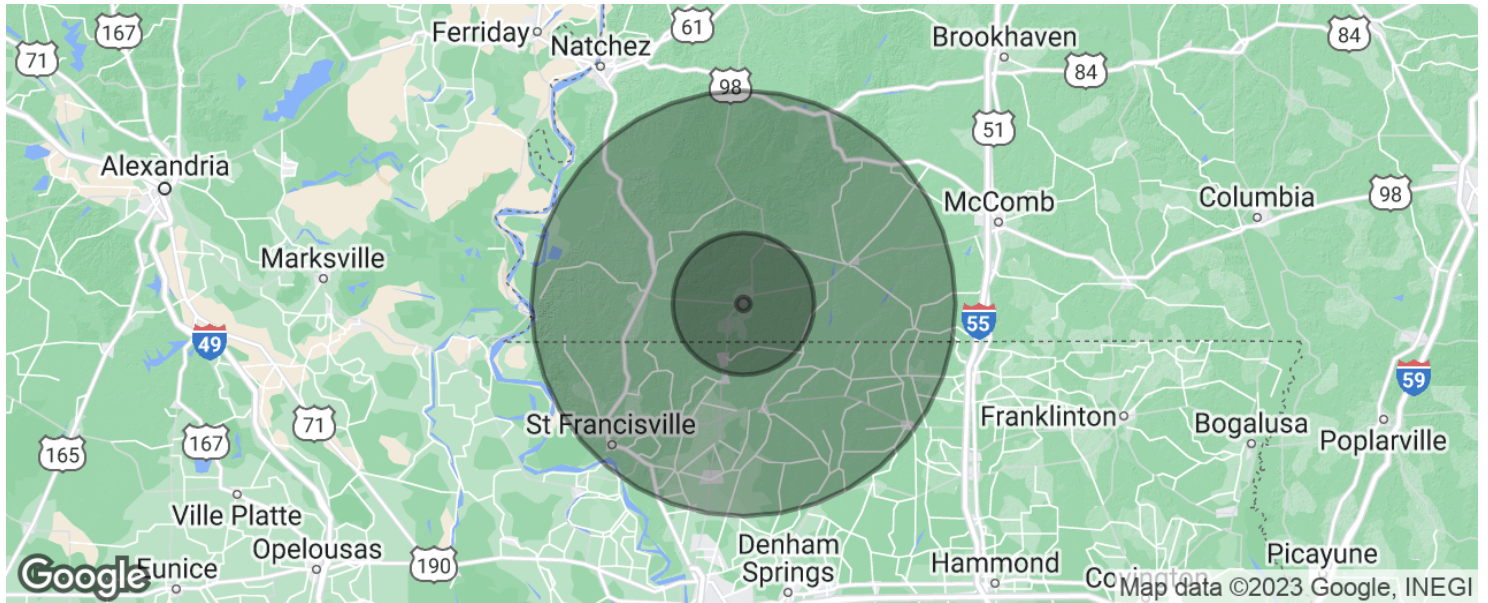 167
61
84
Ferriday
Natchez
Brookhaven
71
84
98
51
Alexandria
McComb
Columbia
98
Marksville
55
49
59
St Francisville
Franklinton
71
Bogalusa
Poplarville
165
167
Ville Platte
Opelousas
190
Denham
Springs
Hammond
Picayune
Google
Eunice
Covington
Map data ©2023 Google, INEGI